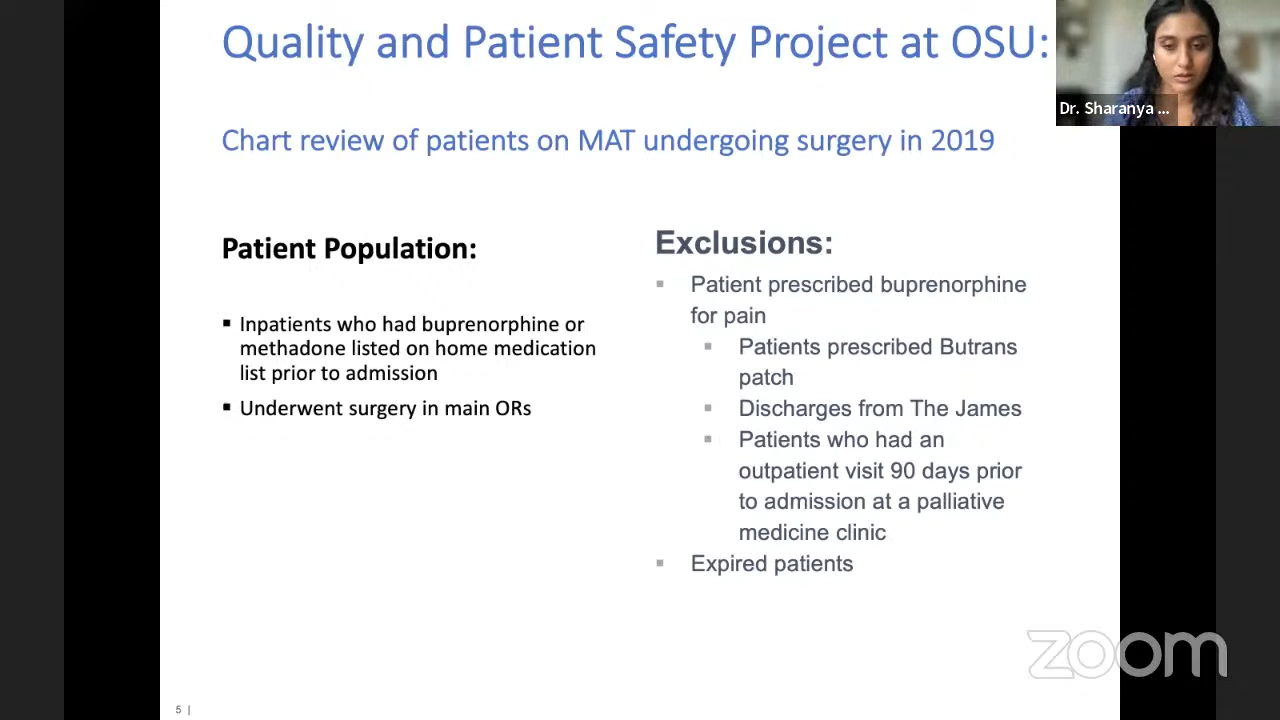 Quality and Patient Safety Project at OSU:
Dr. Sharanya ...
Chart review of patients on MAT undergoing surgery in 2019
Patient Population:
▪ Inpatients who had buprenorphine or
methadone listed on home medication
list prior to admission
▪ Underwent surgery in main ORs
Exclusions:
▪ Patient prescribed buprenorphine
for pain
▪ Patients prescribed Butrans
patch
▪ Discharges from The James
▪ Patients who had an
outpatient visit 90 days prior
to admission at a palliative
medicine clinic
▪ Expired patients
zoom
5 |